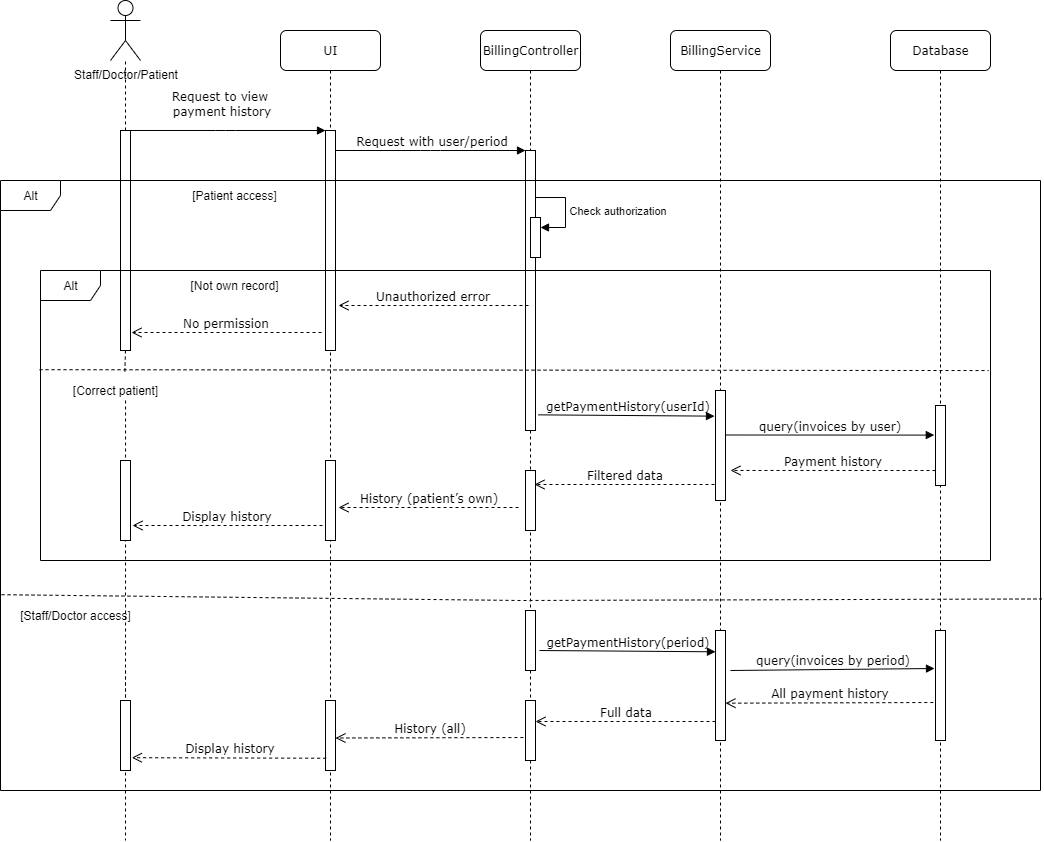 Staff/Doctor/Patient
UI
BillingController
BillingService
Database
Request to view
payment history
Request with user/period
Alt
[Patient access]
Check authorization
Alt
[Not own record]
Unauthorized error
No permission
[Correct patient]
getPaymentHistory(userId)
query(invoices by user)
Payment history
Filtered data
History (patient’s own)
Display history
[Staff/Doctor access]
getPaymentHistory(period)
query(invoices by period)
All payment history
Full data
History (all)
Display history